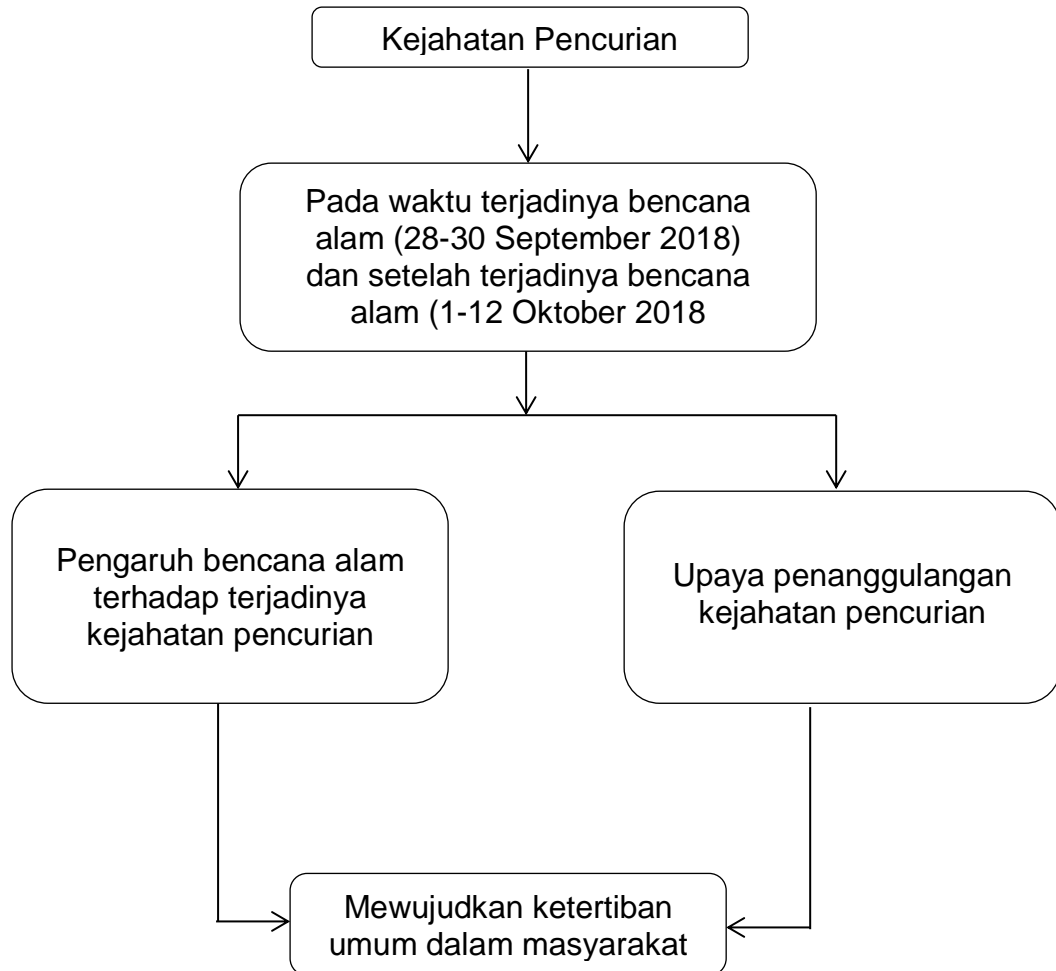 Kejahatan Pencurian
Pada waktu terjadinya bencana
alam (28-30 September 2018)
dan setelah terjadinya bencana
alam (1-12 Oktober 2018
Pengaruh bencana alam
terhadap terjadinya
kejahatan pencurian
Upaya penanggulangan
kejahatan pencurian
Mewujudkan ketertiban
umum dalam masyarakat